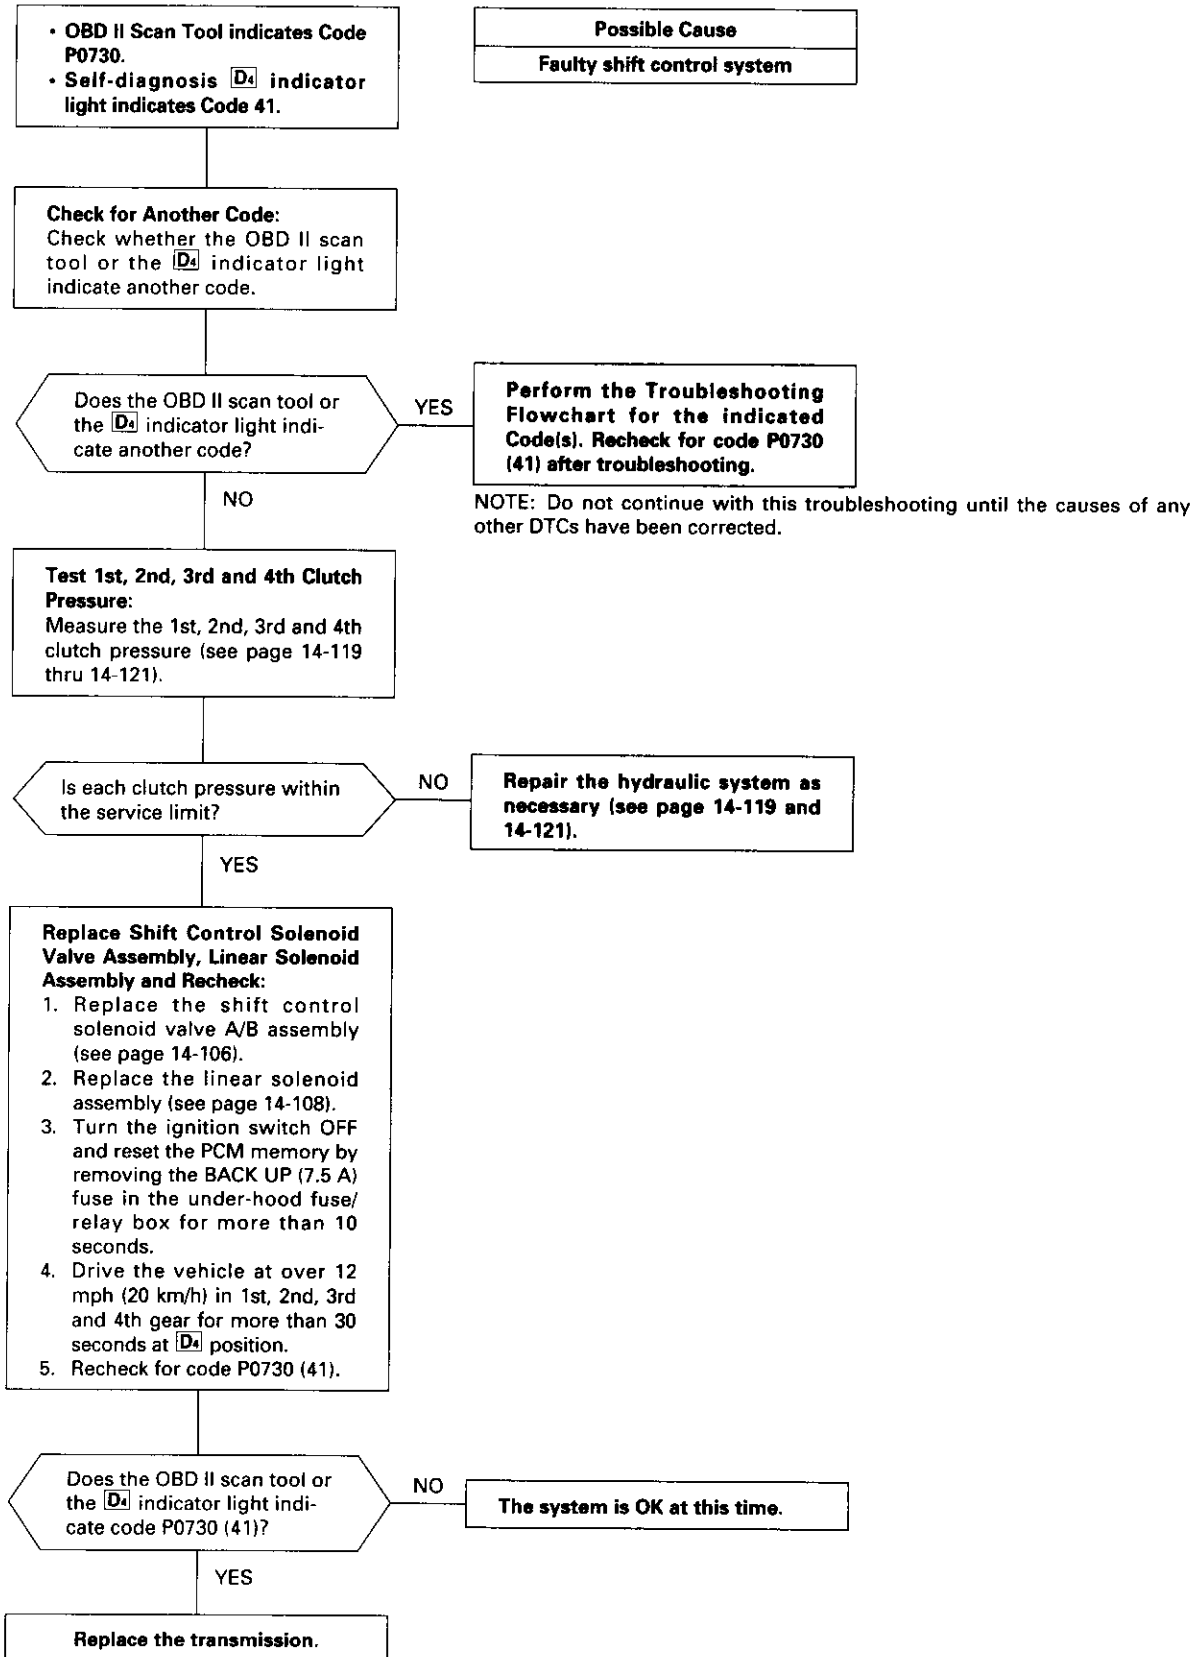 • OBD II Scan Tool indicates Code
P0730.
• Self-diagnosis D4 indicator
light indicates Code 41.
Possible Cause
Faulty shift control system
Check for Another Code:
Check whether the OBD II scan
tool or the D4 indicator light
indicate another code.
Does the OBD II scan tool or
the D4 indicator light indi-
cate another code?
YES
Perform the Troubleshooting
Flowchart for the indicated
Code(s). Recheck for code P0730
(41) after troubleshooting.
NO
NOTE: Do not continue with this troubleshooting until the causes of any
other DTCs have been corrected.
Test 1st, 2nd, 3rd and 4th Clutch
Pressure:
Measure the 1st, 2nd, 3rd and 4th
clutch pressure (see page 14-119
thru 14-121).
Is each clutch pressure within
the service limit?
NO
Repair the hydraulic system as
necessary (see page 14-119 and
14-121).
YES
Replace Shift Control Solenoid
Valve Assembly, Linear Solenoid
Assembly and Recheck:
1. Replace the shift control
solenoid valve A/B assembly
(see page 14-106).
2. Replace the linear solenoid
assembly (see page 14-108).
3. Turn the ignition switch OFF
and reset the PCM memory by
removing the BACK UP (7.5 A)
fuse in the under-hood fuse/
relay box for more than 10
seconds.
4. Drive the vehicle at over 12
mph (20 km/h) in 1st, 2nd, 3rd
and 4th gear for more than 30
seconds at D4 position.
5. Recheck for code P0730 (41).
Does the OBD II scan tool or
the D4 indicator light indi-
cate code P0730 (41)?
NO
The system is OK at this time.
YES
Replace the transmission.